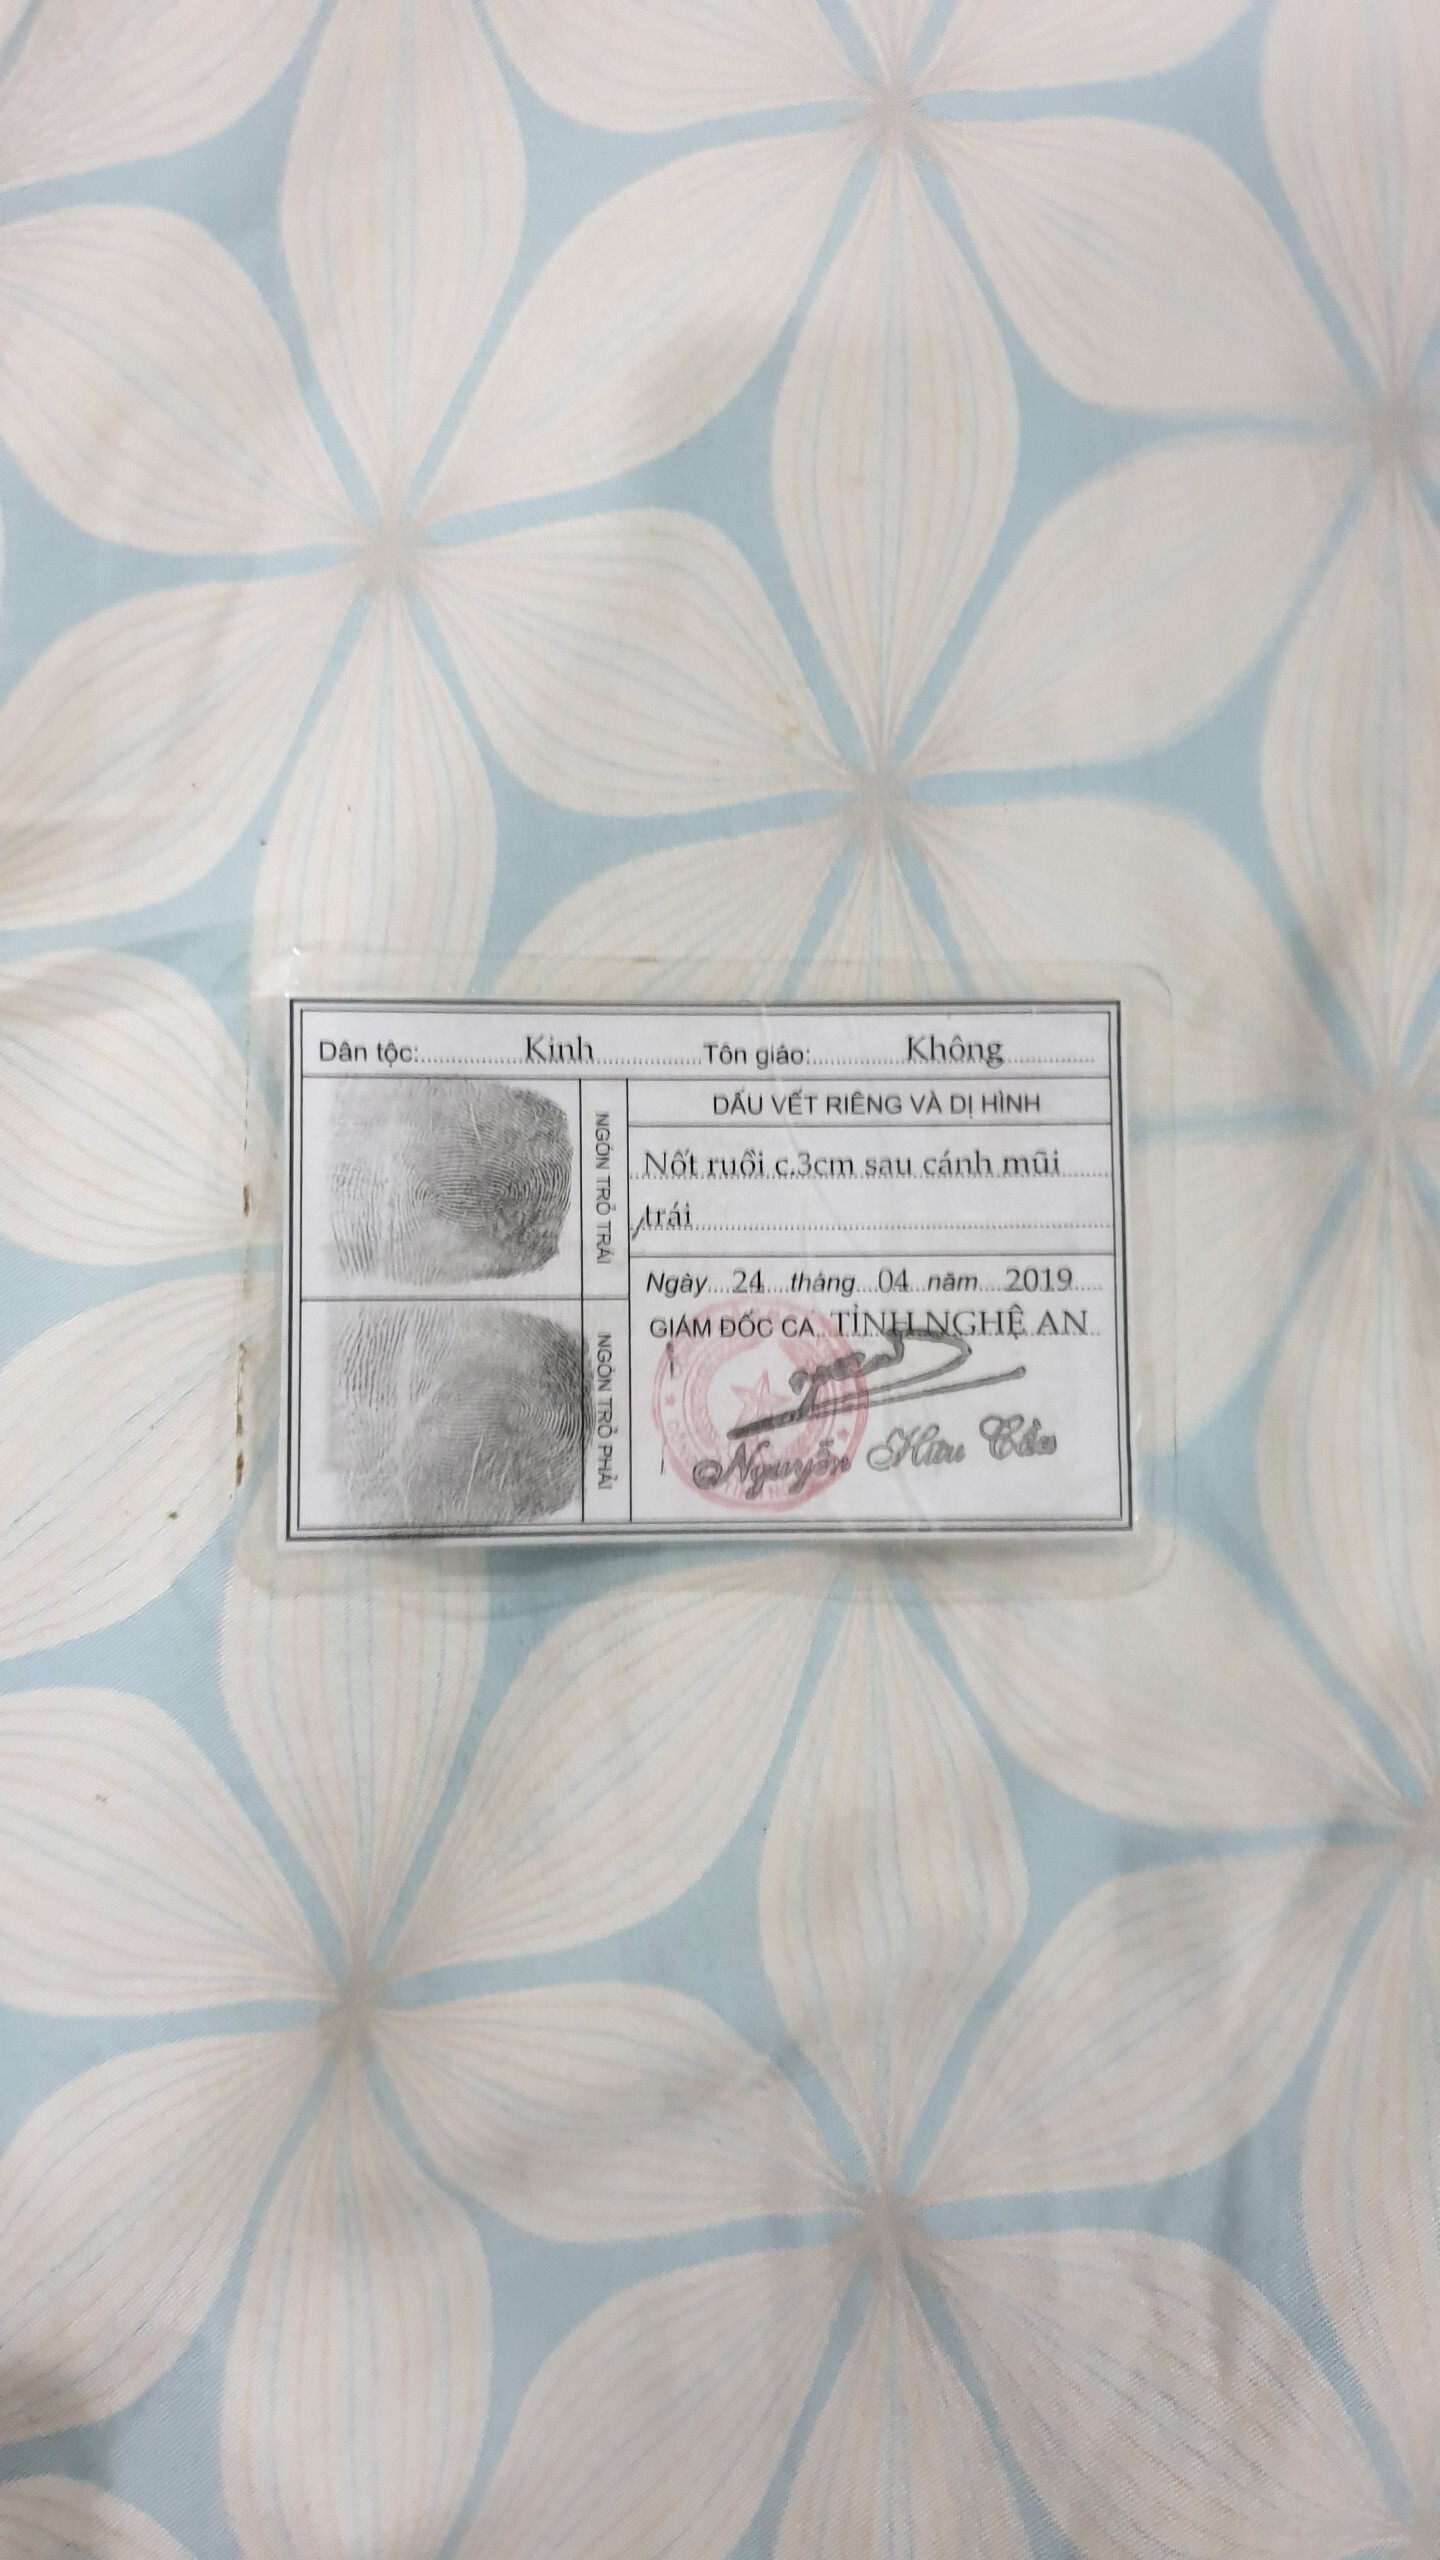 Dân tộc: Kinh Tôn giáo: Không
NGÓN TRỎ TRÁI
DẤU VẾT RIÊNG VÀ DỊ HÌNH
Nốt ruồi c.3cm sau cánh mũi
trái
NGÓN TRỎ PHẢI
Ngày 24 tháng 04 năm 2019
GIÁM ĐỐC CA TỈNH NGHỆ AN
Nguyễn Hữu Cầu